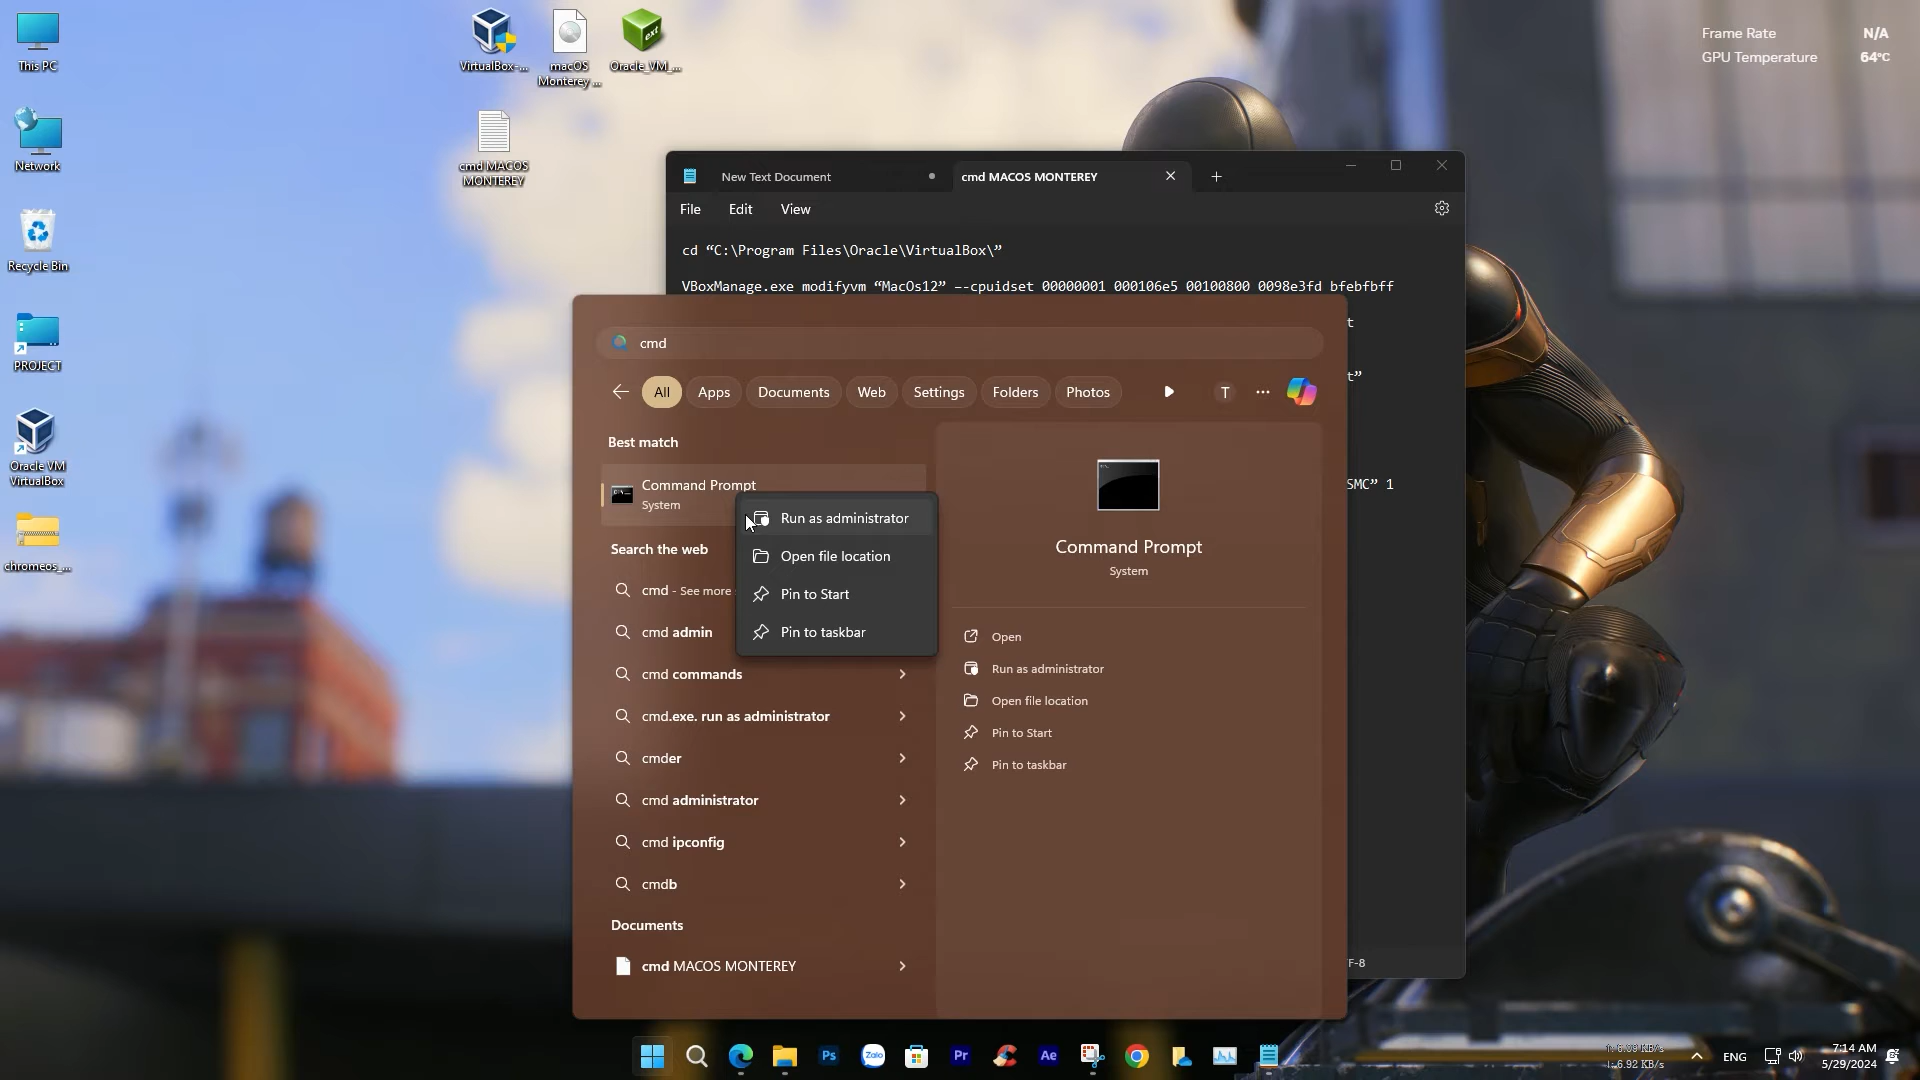 This PC
VirtualBox-...
macOS
Monterey ...
Oracle_VM_...
Frame Rate N/A
GPU Temperature 64°C
Network
cmd MACOS
MONTEREY
Recycle Bin
PROJECT
Oracle VM
VirtualBox
chromeos_...
New Text Document
cmd MACOS MONTEREY
File Edit View
cd “C:\Program Files\Oracle\VirtualBox\”
VBoxManage.exe modifyvm “MacOs12” –-cpuidset 00000001 000106e5 00100800 0098e3fd bfebfbff
t
t”
SMC” 1
F-8
cmd
All Apps Documents Web Settings Folders Photos T ...
Best match
Command Prompt
System
Run as administrator
Open file location
Pin to Start
Pin to taskbar
Search the web
cmd - See more
cmd admin
cmd commands
cmd.exe. run as administrator
cmder
cmd administrator
cmd ipconfig
cmdb
Documents
cmd MACOS MONTEREY
Command Prompt
System
Open
Run as administrator
Open file location
Pin to Start
Pin to taskbar
Ps
Zalo
Pr
Ae
ENG
7:14 AM
5/29/2024